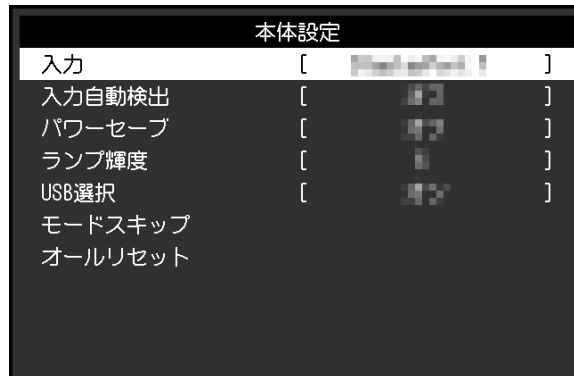 本体設定
入力 [ ]
入力自動検出 [ ]
パワーセーブ [ ]
ランプ輝度 [ ]
USB選択 [ ]
モードスキップ
オールリセット